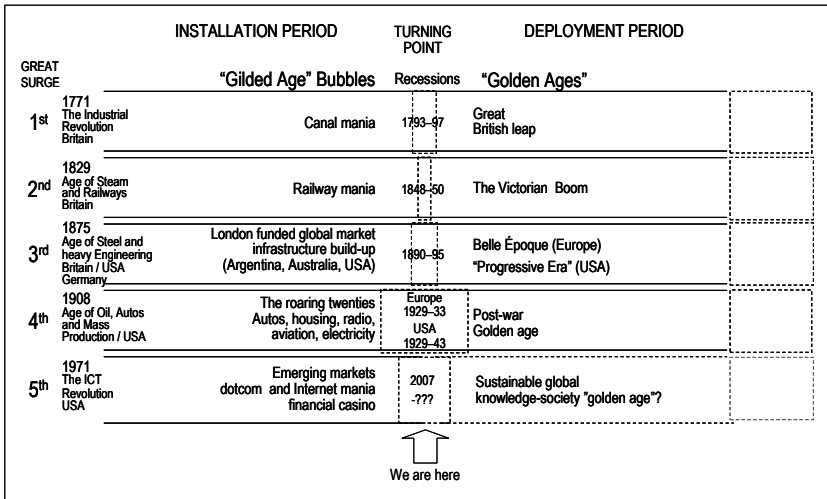 INSTALLATION PERIOD
TURNING
POINT
DEPLOYMENT PERIOD
GREAT
SURGE
“Gilded Age” Bubbles
Recessions
“Golden Ages”
1st
1771
The Industrial
Revolution
Britain
Canal mania
1793–97
Great
British leap
2nd
1829
Age of Steam
and Railways
Britain
Railway mania
1848–50
The Victorian Boom
3rd
1875
Age of Steel and
heavy Engineering
Britain / USA
Germany
London funded global market
infrastructure build-up
(Argentina, Australia, USA)
1890–95
Belle Époque (Europe)
“Progressive Era” (USA)
4th
1908
Age of Oil, Autos
and Mass
Production / USA
The roaring twenties
Autos, housing, radio,
aviation, electricity
Europe
1929–33
USA
1929–43
Post-war
Golden age
5th
1971
The ICT
Revolution
USA
Emerging markets
dotcom and Internet mania
financial casino
2007
-???
Sustainable global
knowledge-society ”golden age”?
We are here